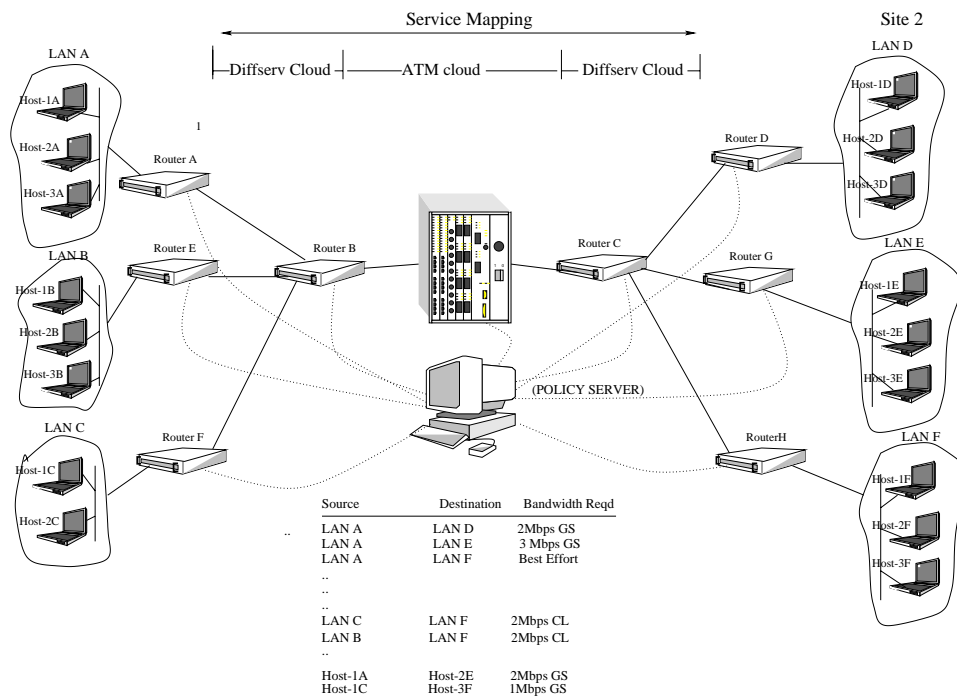 Service Mapping
Site 2
LAN A
LAN D
Diffserv Cloud
ATM cloud
Diffserv Cloud
Host-1A
Host-2A
Host-3A
1
Router A
Router D
Host-1D
Host-2D
Host-3D
LAN B
Router E
Router B
Router C
Router G
LAN E
Host-1B
Host-2B
Host-3B
Host-1E
Host-2E
Host-3E
(POLICY SERVER)
LAN C
Router F
RouterH
LAN F
A
Host-1C
Host-2C
Host-1F
Host-2F
Host-3F
Source Destination Bandwidth Reqd
.. LAN A LAN D 2Mbps GS
LAN A LAN E 3 Mbps GS
LAN A LAN F Best Effort
..
..
..
LAN C LAN F 2Mbps CL
LAN B LAN F 2Mbps CL
..
Host-1A Host-2E 2Mbps GS
Host-1C Host-3F 1Mbps GS